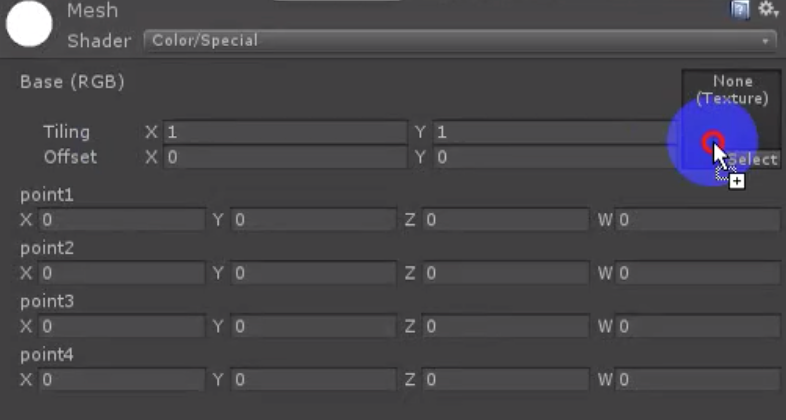 Mesh
Shader Color/Special
Base (RGB)
None
(Texture)
Tiling X 1 Y 1
Offset X 0 Y 0
Select
point1
X 0 Y 0 Z 0 W 0
point2
X 0 Y 0 Z 0 W 0
point3
X 0 Y 0 Z 0 W 0
point4
X 0 Y 0 Z 0 W 0